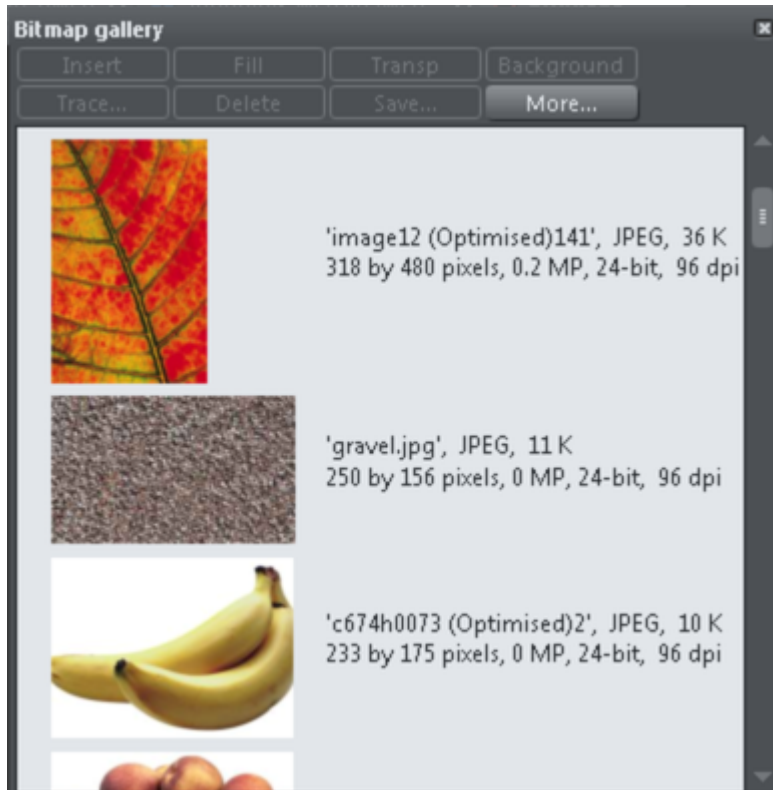 Bitmap gallery
Insert Fill Transp Background
Trace... Delete Save... More...
'image12 (Optimised)141', JPEG, 36 K
318 by 480 pixels, 0.2 MP, 24-bit, 96 dpi
'gravel.jpg', JPEG, 11 K
250 by 156 pixels, 0 MP, 24-bit, 96 dpi
'c674h0073 (Optimised)2', JPEG, 10 K
233 by 175 pixels, 0 MP, 24-bit, 96 dpi